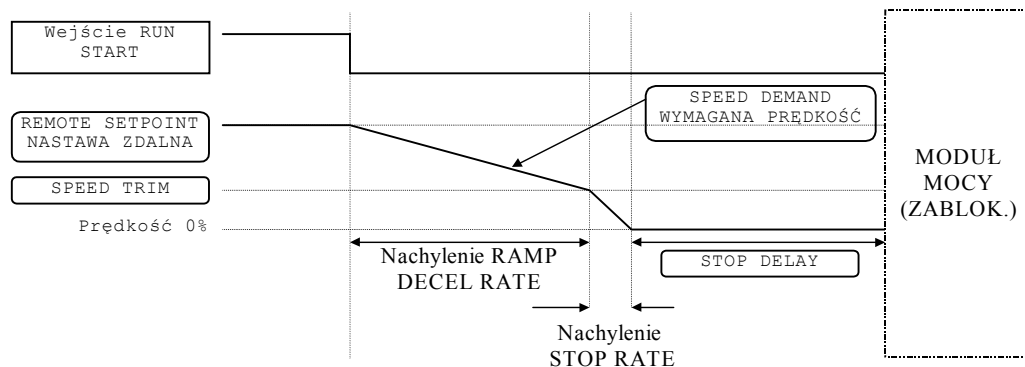 Wejście RUN
START
REMOTE SETPOINT
NASTAWA ZDALNA
SPEED TRIM
Prędkość 0%
SPEED DEMAND
WYMAGANA PRĘDKOŚĆ
Nachylenie RAMP
DECEL RATE
STOP DELAY
Nachylenie
STOP RATE
MODUŁ
MOCY
(ZABLOK.)